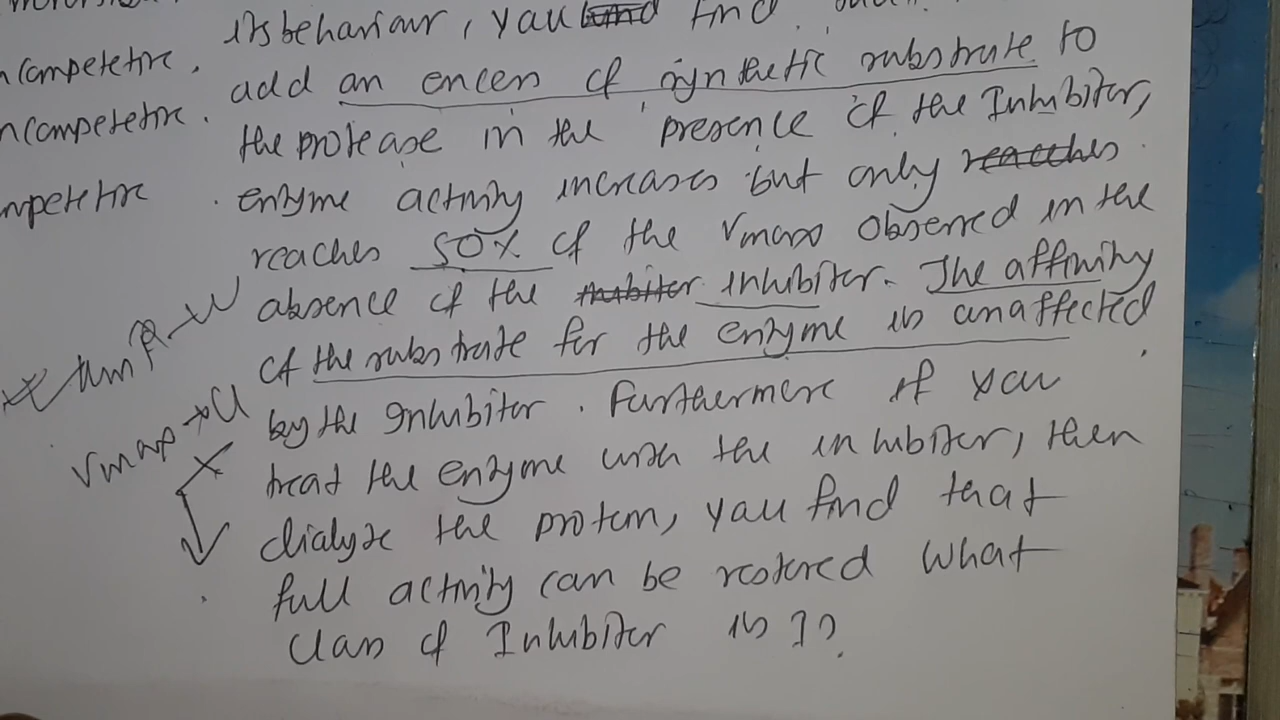 its behaviour, you find
competetive. add an excess of synthetic substrate to
competetive. the protease in the presence of the Inhibitor,
enzyme activity increases but only reaches
reaches 50% of the Vmax observed in the
absence of the inhibitor. The affinity
of the substrate for the enzyme is unaffected
by the Inhibitor. Furthermore if you
treat the enzyme with the inhibitor, then
dialyze the protein, you find that
full activity can be restored what
class of Inhibitor is I?
Vmax